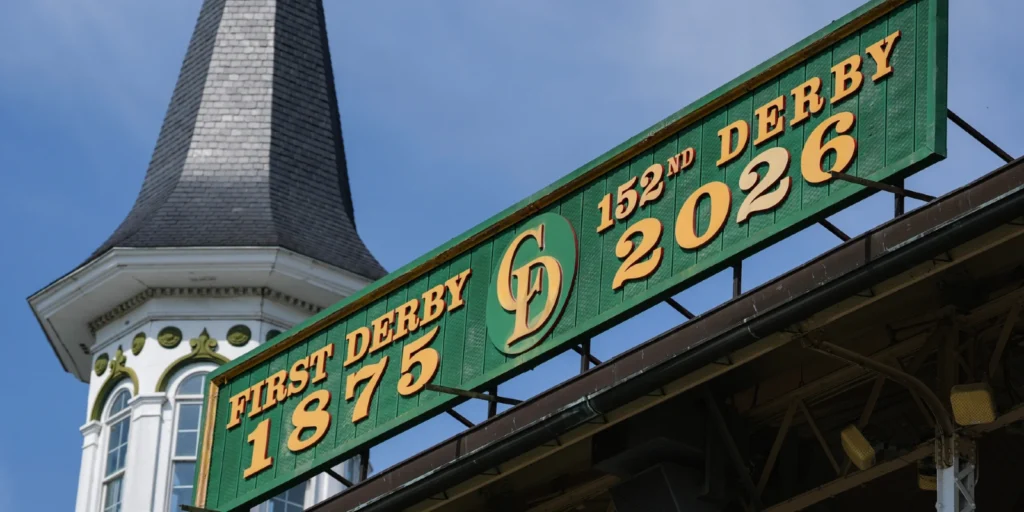 FIRST DERBY
1875
CD
152ND DERBY
2026